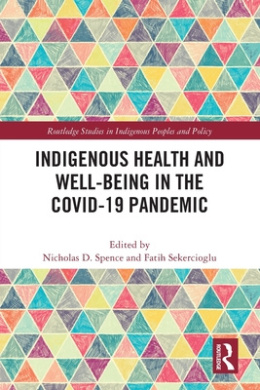 Routledge Studies in Indigenous Peoples and Policy
INDIGENOUS HEALTH AND
WELL-BEING IN THE
COVID-19 PANDEMIC
Edited by
Nicholas D. Spence and Fatih Sekercioglu
R